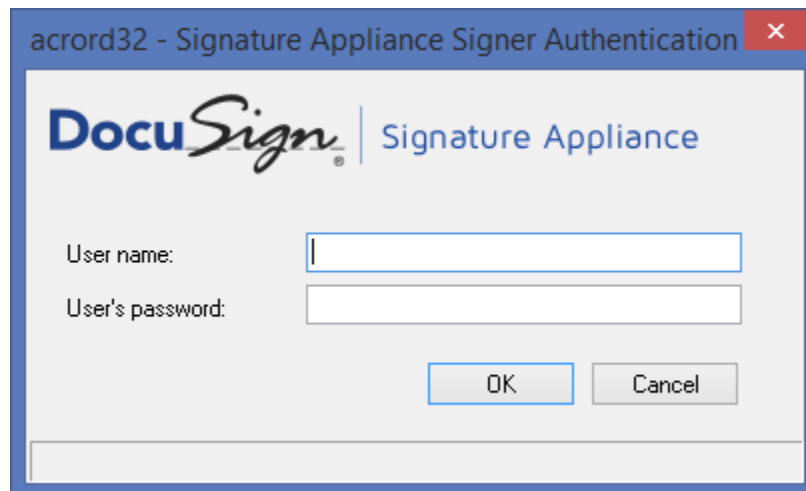 acrord32 - Signature Appliance Signer Authentication
DocuSign® Signature Appliance
User name:
User's password:
OK Cancel